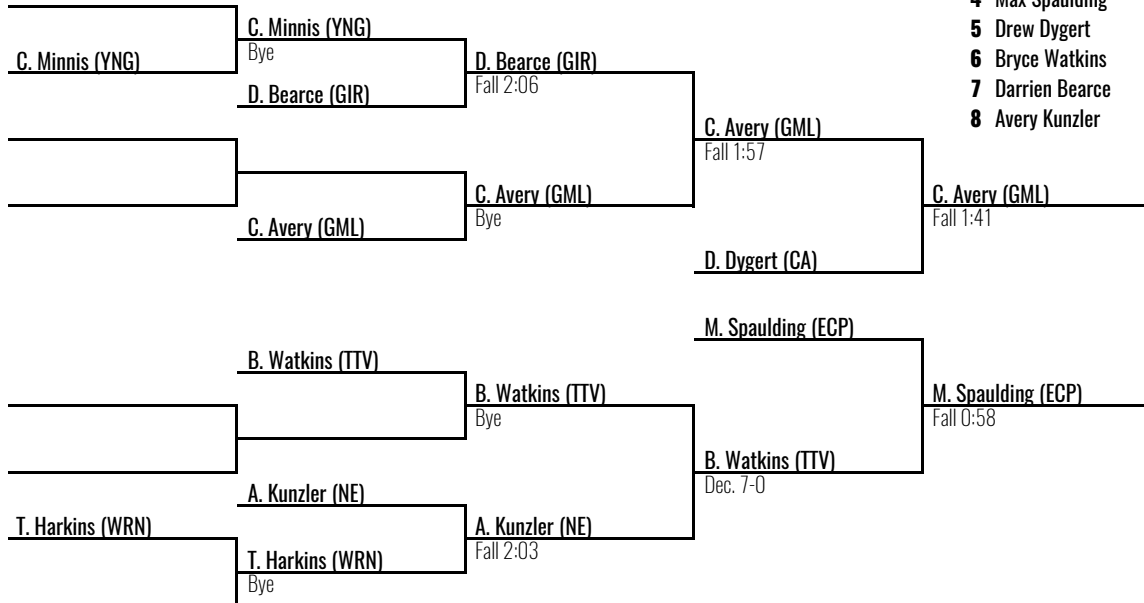 4 Max Spaulding
5 Drew Dygert
6 Bryce Watkins
7 Darrien Bearce
8 Avery Kunzler
C. Minnis (YNG)
C. Minnis (YNG)
Bye
D. Bearce (GIR)
D. Bearce (GIR)
Fall 2:06
C. Avery (GML)
C. Avery (GML)
Bye
C. Avery (GML)
Fall 1:57
D. Dygert (CA)
C. Avery (GML)
Fall 1:41
M. Spaulding (ECP)
B. Watkins (TTV)
B. Watkins (TTV)
Bye
A. Kunzler (NE)
T. Harkins (WRN)
T. Harkins (WRN)
Bye
A. Kunzler (NE)
Fall 2:03
B. Watkins (TTV)
Dec. 7-0
M. Spaulding (ECP)
Fall 0:58